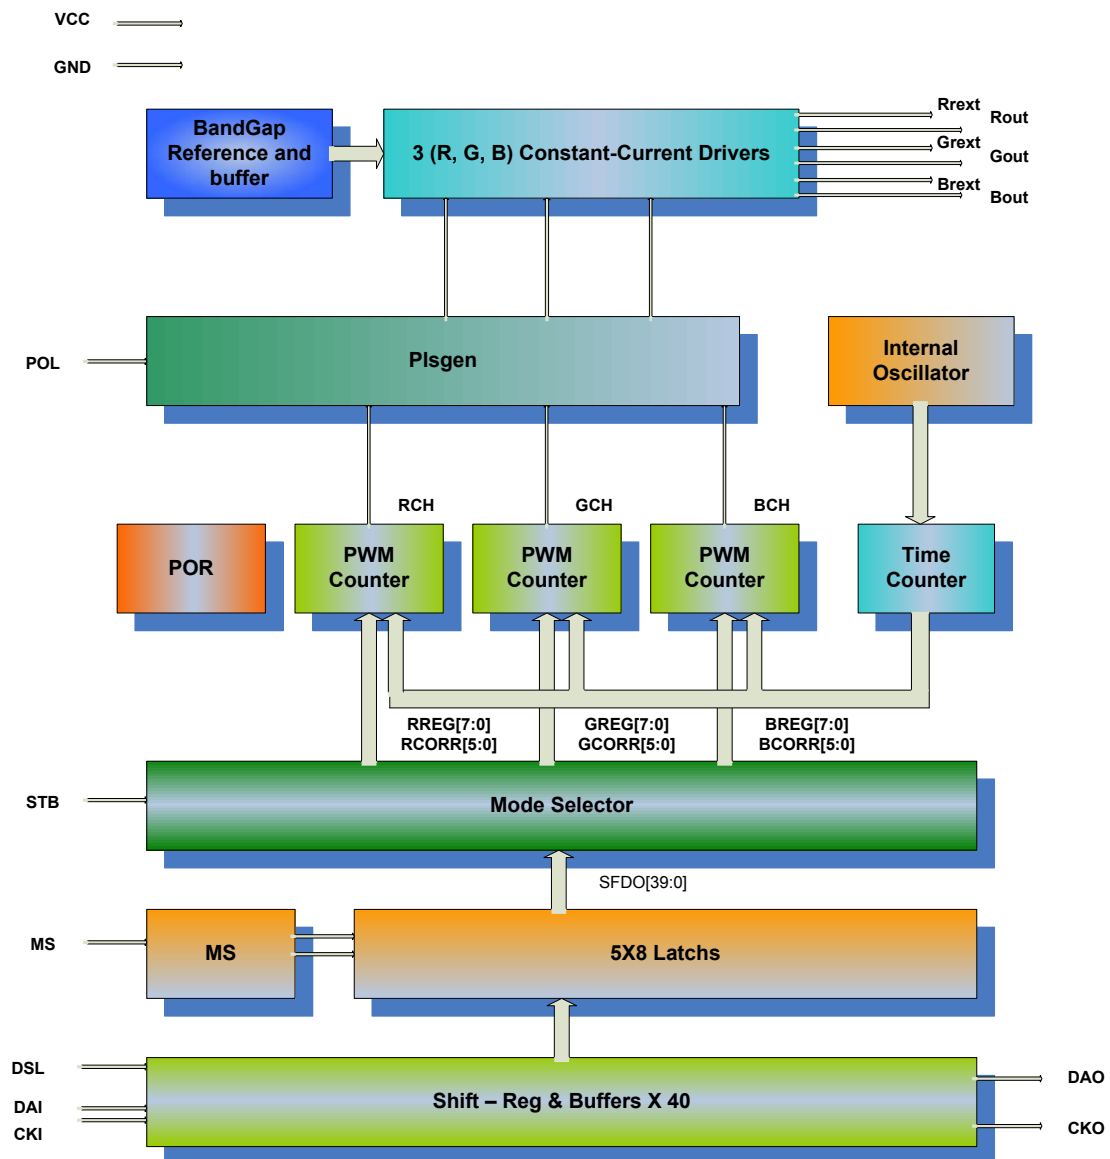 VCC
GND
BandGap
Reference and
buffer
3 (R, G, B) Constant-Current Drivers
Rrext
Rout
Grext
Gout
Brext
Bout
POL
Plsgen
Internal
Oscillator
RCH
GCH
BCH
POR
PWM
Counter
PWM
Counter
PWM
Counter
Time
Counter
RREG[7:0]
RCORR[5:0]
GREG[7:0]
GCORR[5:0]
BREG[7:0]
BCORR[5:0]
STB
Mode Selector
SFDO[39:0]
MS
MS
5X8 Latchs
DSL
DAI
CKI
Shift – Reg & Buffers X 40
DAO
CKO